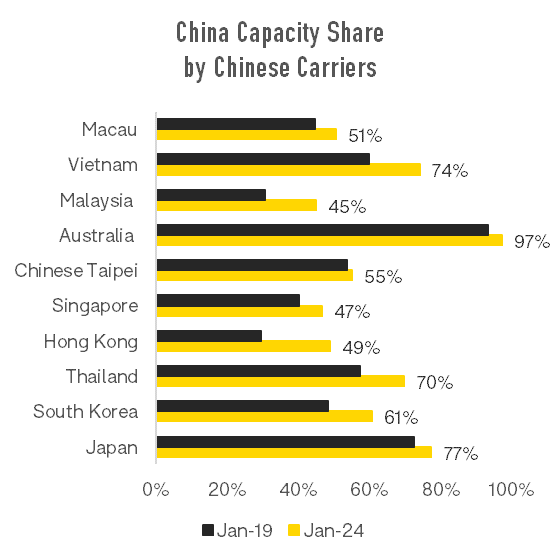 China Capacity Share
by Chinese Carriers
Macau 51%
Vietnam 74%
Malaysia 45%
Australia 97%
Chinese Taipei 55%
Singapore 47%
Hong Kong 49%
Thailand 70%
South Korea 61%
Japan 77%
0% 20% 40% 60% 80% 100%
Jan-19 Jan-24